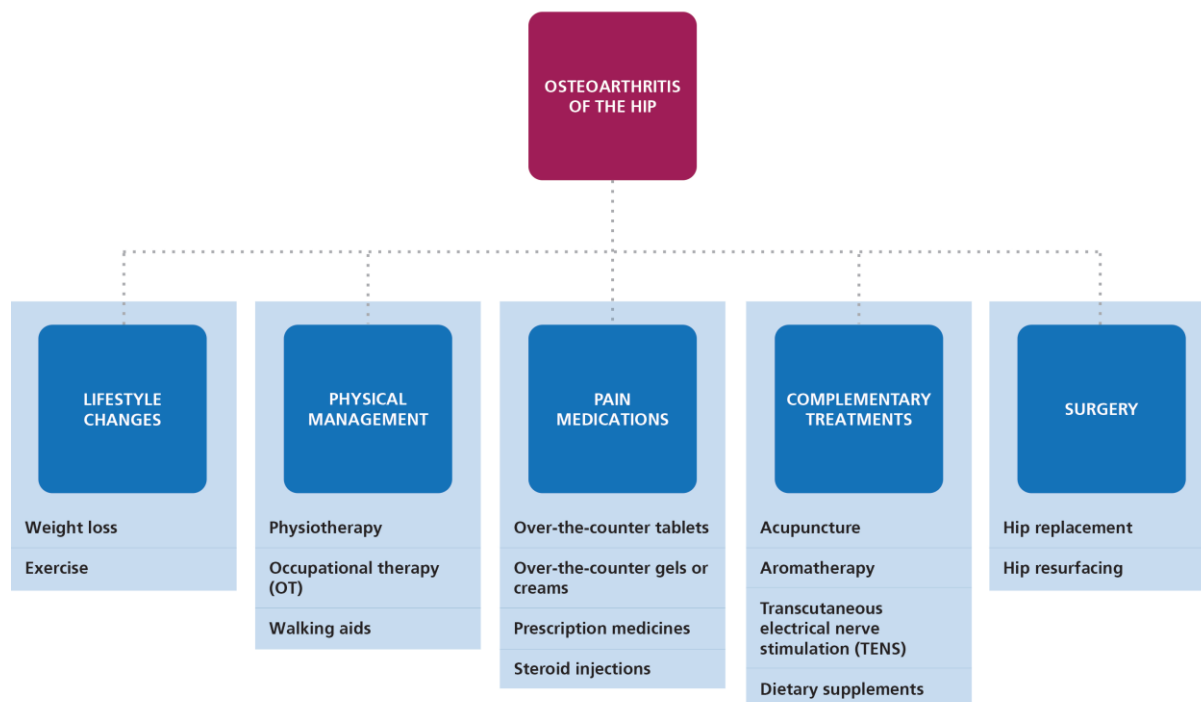 OSTEOARTHRITIS
OF THE HIP
LIFESTYLE
CHANGES
Weight loss
Exercise
PHYSICAL
MANAGEMENT
Physiotherapy
Occupational therapy
(OT)
Walking aids
PAIN
MEDICATIONS
Over-the-counter tablets
Over-the-counter gels or
creams
Prescription medicines
Steroid injections
COMPLEMENTARY
TREATMENTS
Acupuncture
Aromatherapy
Transcutaneous
electrical nerve
stimulation (TENS)
Dietary supplements
SURGERY
Hip replacement
Hip resurfacing